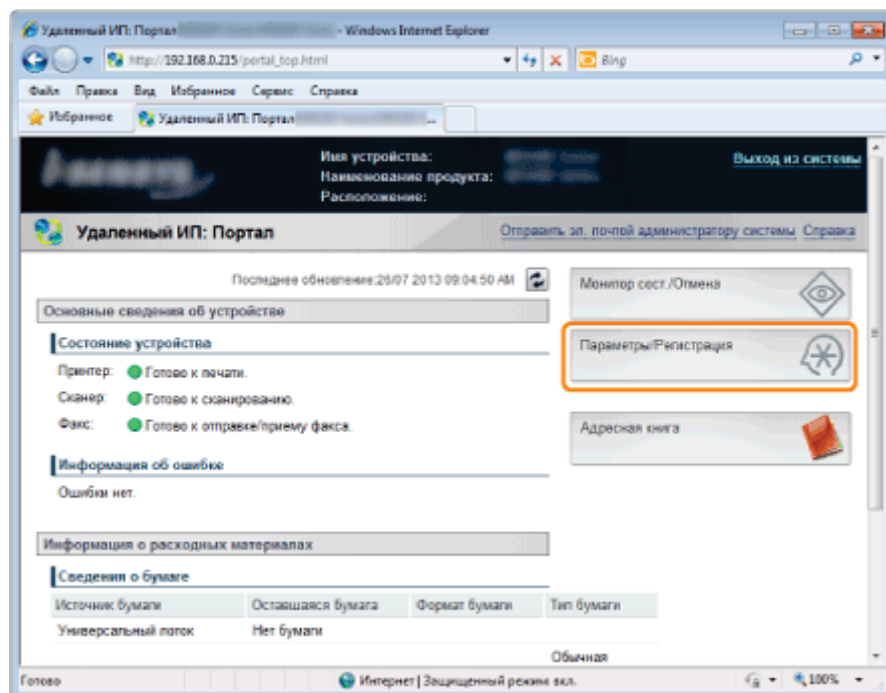 Удаленный ИП: Портал - Windows Internet Explorer
http://192.168.0.215/portal_top.html
Bing
Файл Правка Вид Избранное Сервис Справка
Избранное Удаленный ИП: Портал ...
Имя устройства:
Наименование продукта:
Расположение:
Выход из системы
Удаленный ИП: Портал
Отправить эл. почтой администратору системы Справка
Последнее обновление:26/07 2013 09:04:50 AM
Монитор сост./Отмена
Основные сведения об устройстве
Состояние устройства
Параметры/Регистрация
Принтер: Готово к печати.
Сканер: Готово к сканированию.
Факс: Готово к отправке/приему факса.
Адресная книга
Информация об ошибке
Ошибки нет.
Информация о расходных материалах
Сведения о бумаге
Источник бумаги Оставшаяся бумага Формат бумаги Тип бумаги
Универсальный лоток Нет бумаги
Обычная
Готово Интернет | Защищенный режим: вкл. 100%